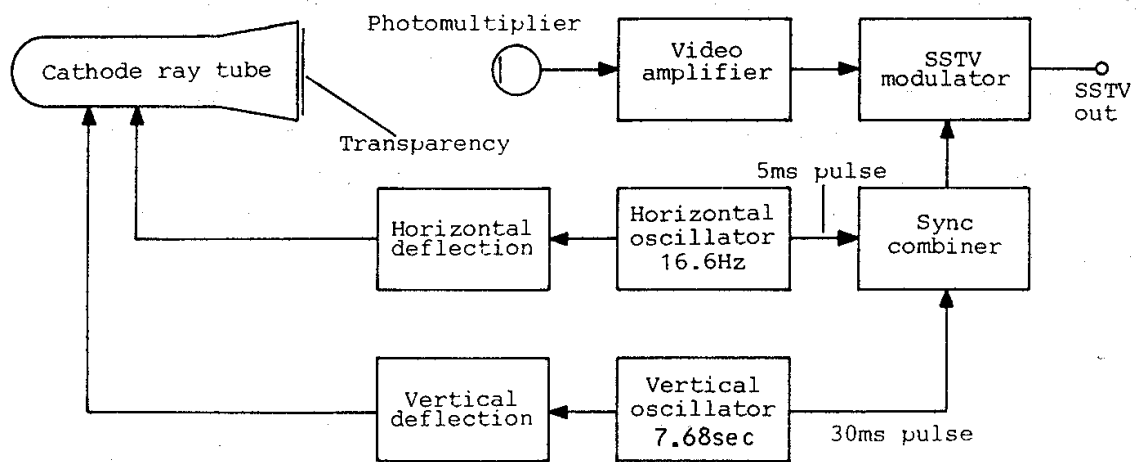 Photomultiplier
Cathode ray tube
Video
amplifier
SSTV
modulator
SSTV
out
Transparency
5ms pulse
Horizontal
deflection
Horizontal
oscillator
16.6Hz
Sync
combiner
Vertical
deflection
Vertical
oscillator
7.68sec
30ms pulse